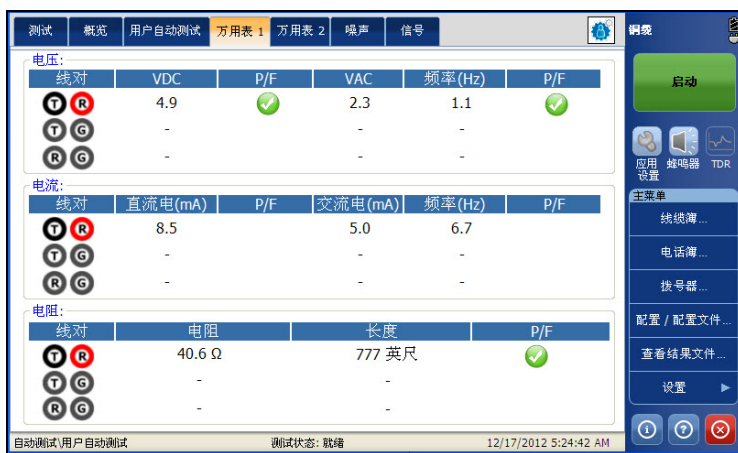 测试 概览 用户自动测试 万用表 1 万用表 2 噪声 信号
铜缆
电压:
线对 VDC P/F VAC 频率(Hz) P/F
T R 4.9 2.3 1.1
T G - - -
R G - - -
电流:
线对 直流电(mA) P/F 交流电(mA) 频率(Hz) P/F
T R 8.5 5.0 6.7
T G - - -
R G - - -
电阻:
线对 电阻 长度 P/F
T R 40.6 Ω 777 英尺
T G - -
R G - -
自动测试\用户自动测试 测试状态: 就绪 12/17/2012 5:24:42 AM
启动
应用设置 蜂鸣器 TDR
主菜单
线缆簿...
电话簿...
拨号器...
配置 / 配置文件...
查看结果文件...
设置